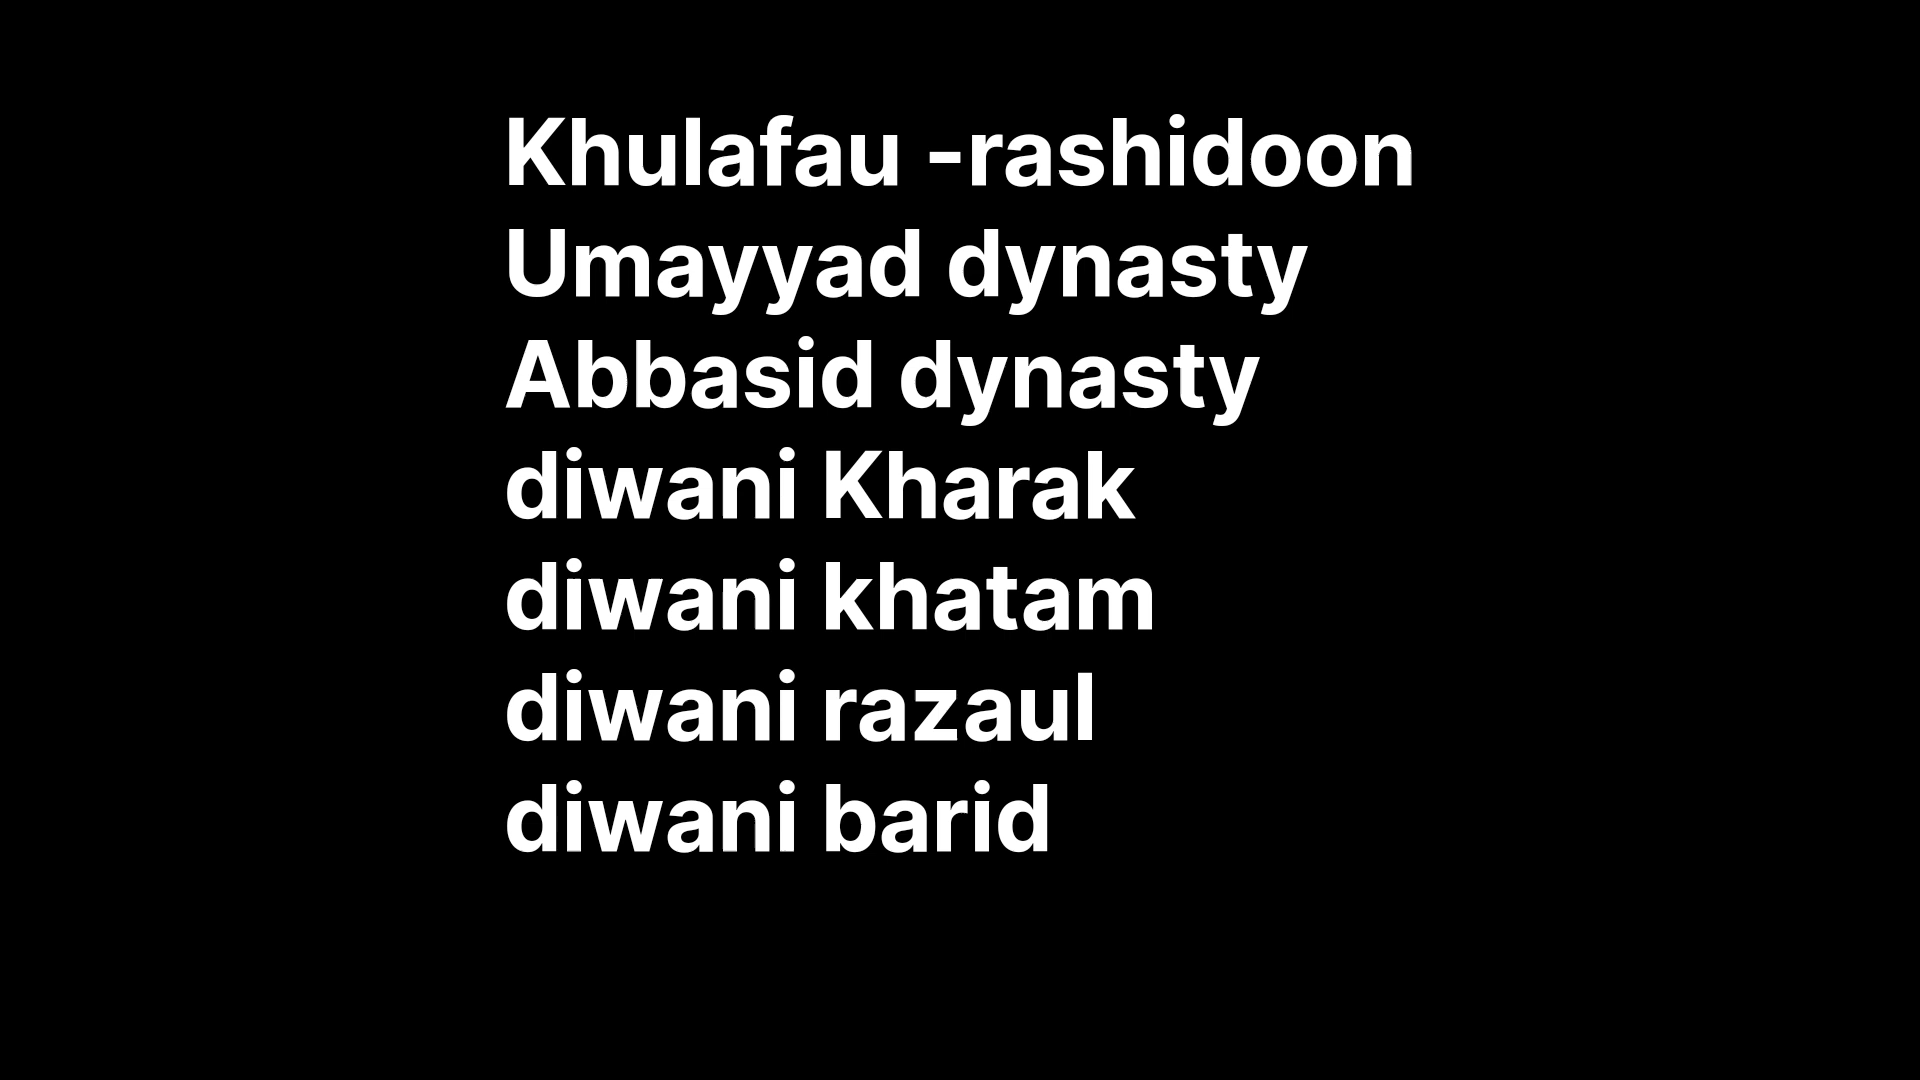 Khulafau -rashidoon
Umayyad dynasty
Abbasid dynasty
diwani Kharak
diwani khatam
diwani razaul
diwani barid